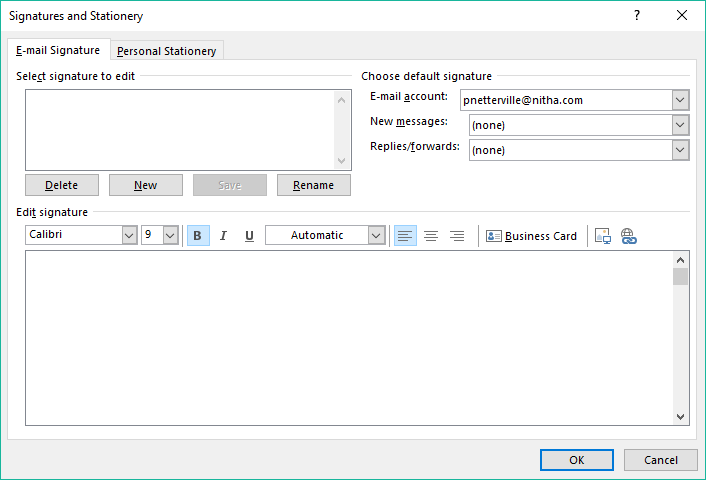 Signatures and Stationery
?
E-mail Signature
Personal Stationery
Select signature to edit
Choose default signature
E-mail account:
pnetterville@nitha.com
New messages:
(none)
Replies/forwards:
(none)
Delete
New
Save
Rename
Edit signature
Calibri
9
B
I
U
Automatic
Business Card
OK
Cancel